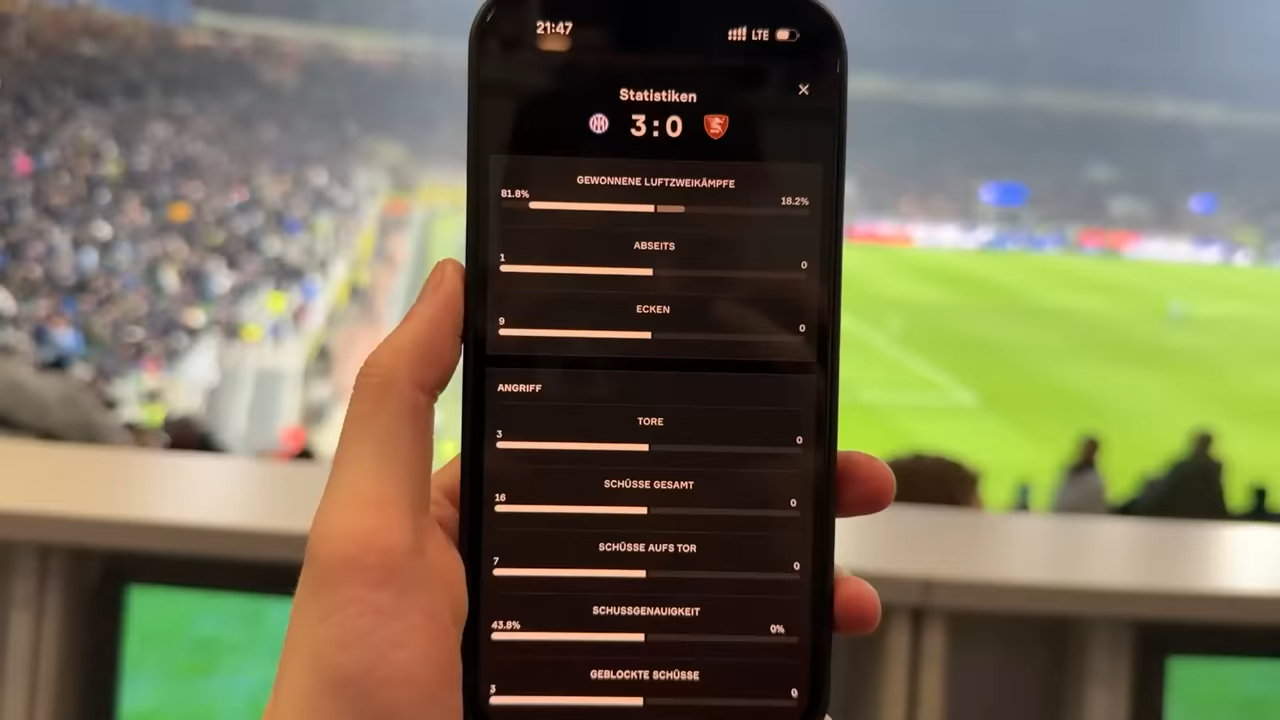 21:47
LTE
Statistiken
3:0
GEWONNENE LUFTZWEIKÄMPFE
81.8% 18.2%
ABSEITS
1 0
ECKEN
9 0
ANGRIFF
TORE
3 0
SCHÜSSE GESAMT
16 0
SCHÜSSE AUFS TOR
7 0
SCHUSSGENAUIGKEIT
43.8% 0%
GEBLOCKTE SCHÜSSE
3 0